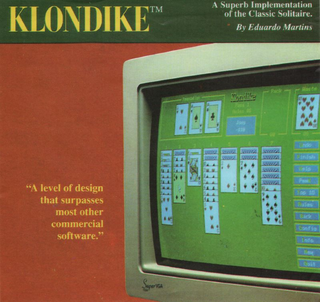 KLONDIKE™
A Superb Implementation
of the Classic Solitaire.
By Eduardo Martins
"A level of design
that surpasses
most other
commercial
software."